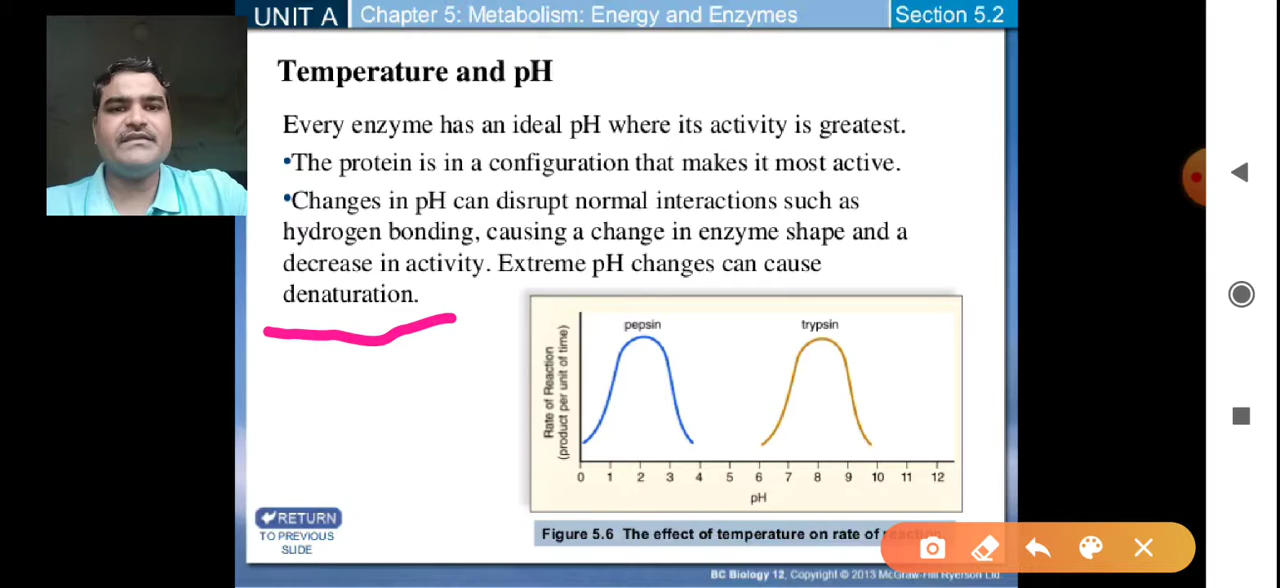 UNIT A
Chapter 5: Metabolism: Energy and Enzymes
Section 5.2
Temperature and pH
Every enzyme has an ideal pH where its activity is greatest.
•The protein is in a configuration that makes it most active.
•Changes in pH can disrupt normal interactions such as
hydrogen bonding, causing a change in enzyme shape and a
decrease in activity. Extreme pH changes can cause
denaturation.
pepsin
trypsin
Rate of Reaction
(product per unit of time)
0 1 2 3 4 5 6 7 8 9 10 11 12
pH
RETURN
TO PREVIOUS
SLIDE
Figure 5.6 The effect of temperature on rate of reaction.
BC Biology 12, Copyright © 2013 McGraw-Hill Ryerson Ltd